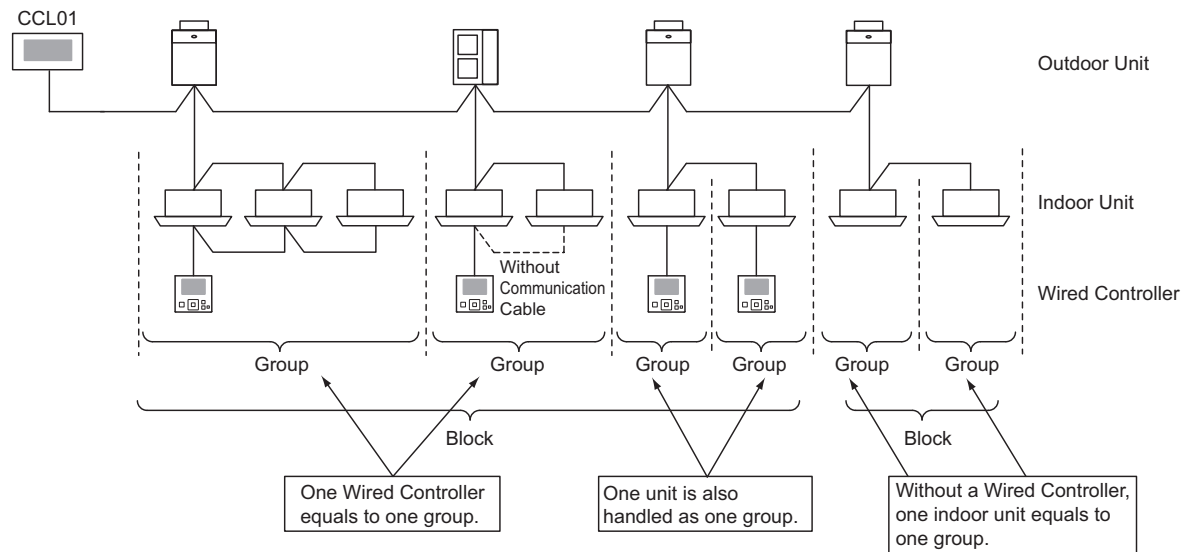 CCL01
Outdoor Unit
Indoor Unit
Without
Communication
Cable
Wired Controller
Group
Group
Group
Group
Group
Group
Block
Block
One Wired Controller
equals to one group.
One unit is also
handled as one group.
Without a Wired Controller,
one indoor unit equals to
one group.